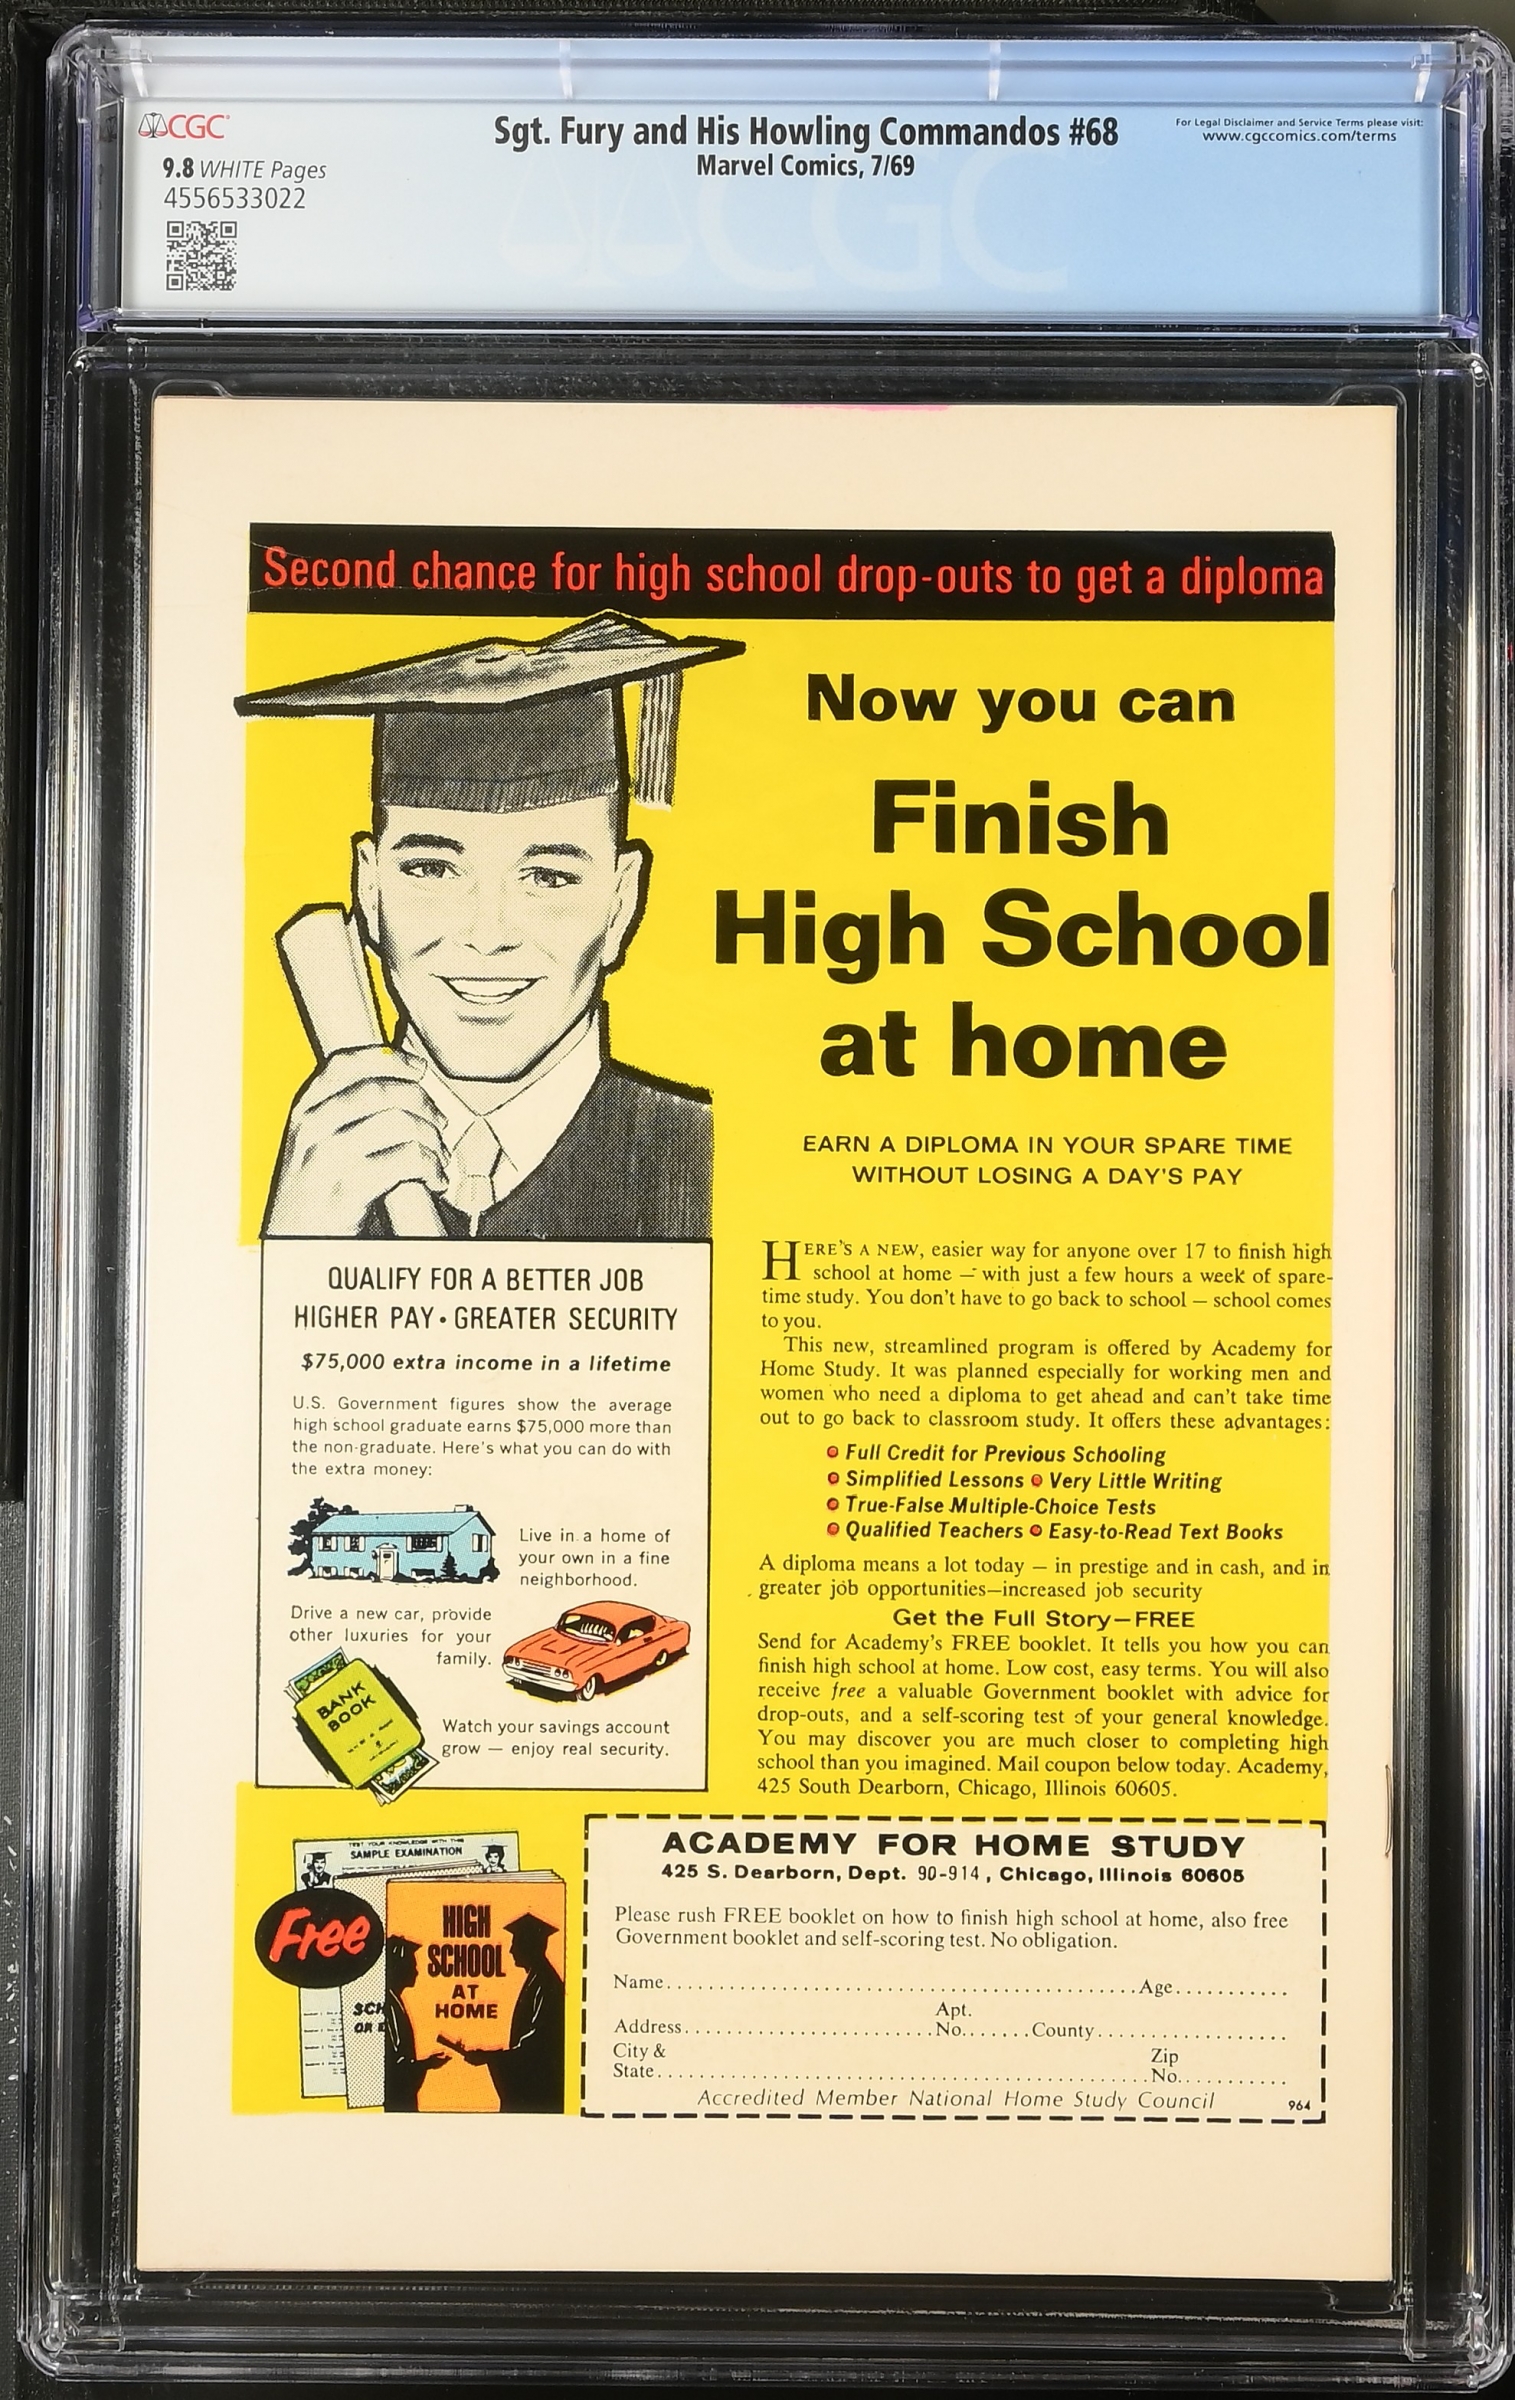 CGC
9.8 WHITE Pages
4556533022
Sgt. Fury and His Howling Commandos #68
Marvel Comics, 7/69
For Legal Disclaimer and Service Terms please visit:
www.cgccomics.com/terms
CGC
Second chance for high school drop-outs to get a diploma
Now you can
Finish
High School
at home
EARN A DIPLOMA IN YOUR SPARE TIME
WITHOUT LOSING A DAY'S PAY
HERE'S A NEW, easier way for anyone over 17 to finish high
school at home — with just a few hours a week of spare-
time study. You don't have to go back to school — school comes
to you.
This new, streamlined program is offered by Academy for
Home Study. It was planned especially for working men and
women who need a diploma to get ahead and can't take time
out to go back to classroom study. It offers these advantages:
• Full Credit for Previous Schooling
• Simplified Lessons • Very Little Writing
• True-False Multiple-Choice Tests
• Qualified Teachers • Easy-to-Read Text Books
A diploma means a lot today — in prestige and in cash, and in
greater job opportunities—increased job security
Get the Full Story—FREE
Send for Academy's FREE booklet. It tells you how you can
finish high school at home. Low cost, easy terms. You will also
receive free a valuable Government booklet with advice for
drop-outs, and a self-scoring test of your general knowledge.
You may discover you are much closer to completing high
school than you imagined. Mail coupon below today. Academy,
425 South Dearborn, Chicago, Illinois 60605.
QUALIFY FOR A BETTER JOB
HIGHER PAY • GREATER SECURITY
$75,000 extra income in a lifetime
U.S. Government figures show the average
high school graduate earns $75,000 more than
the non-graduate. Here's what you can do with
the extra money:
Live in a home of
your own in a fine
neighborhood.
Drive a new car, provide
other luxuries for your
family.
BANK
BOOK
Watch your savings account
grow — enjoy real security.
TEST YOUR KNOWLEDGE WITH THIS
SAMPLE EXAMINATION
Free
HIGH
SCHOOL
AT
HOME
SCH
OR D
ACADEMY FOR HOME STUDY
425 S. Dearborn, Dept. 90-914, Chicago, Illinois 60605
Please rush FREE booklet on how to finish high school at home, also free
Government booklet and self-scoring test. No obligation.
Name........................................Age..........
Apt.
Address......................No.......County................
City & Zip
State..........................................No..........
Accredited Member National Home Study Council 964